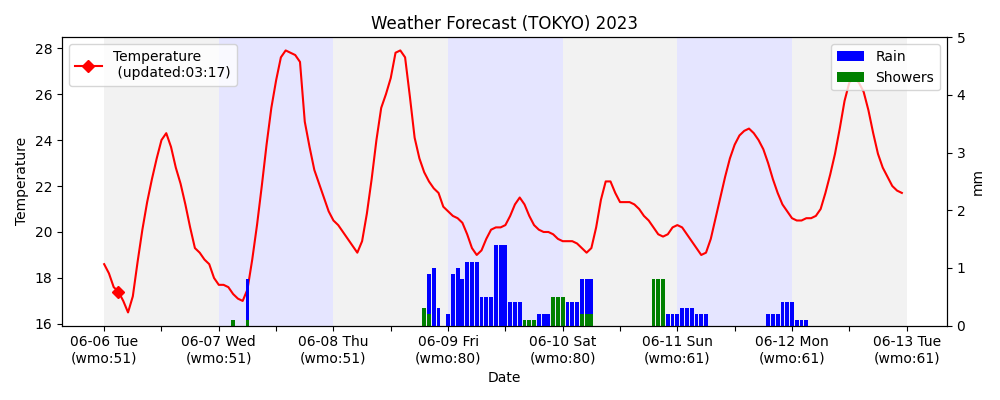 Weather Forecast (TOKYO) 2023
Temperature
(updated:03:17)
Rain
Showers
28
26
24
22
20
18
16
Temperature
5
4
3
2
1
0
mm
06-06 Tue
(wmo:51)
06-07 Wed
(wmo:51)
06-08 Thu
(wmo:51)
06-09 Fri
(wmo:80)
06-10 Sat
(wmo:80)
06-11 Sun
(wmo:61)
06-12 Mon
(wmo:61)
06-13 Tue
(wmo:61)
Date